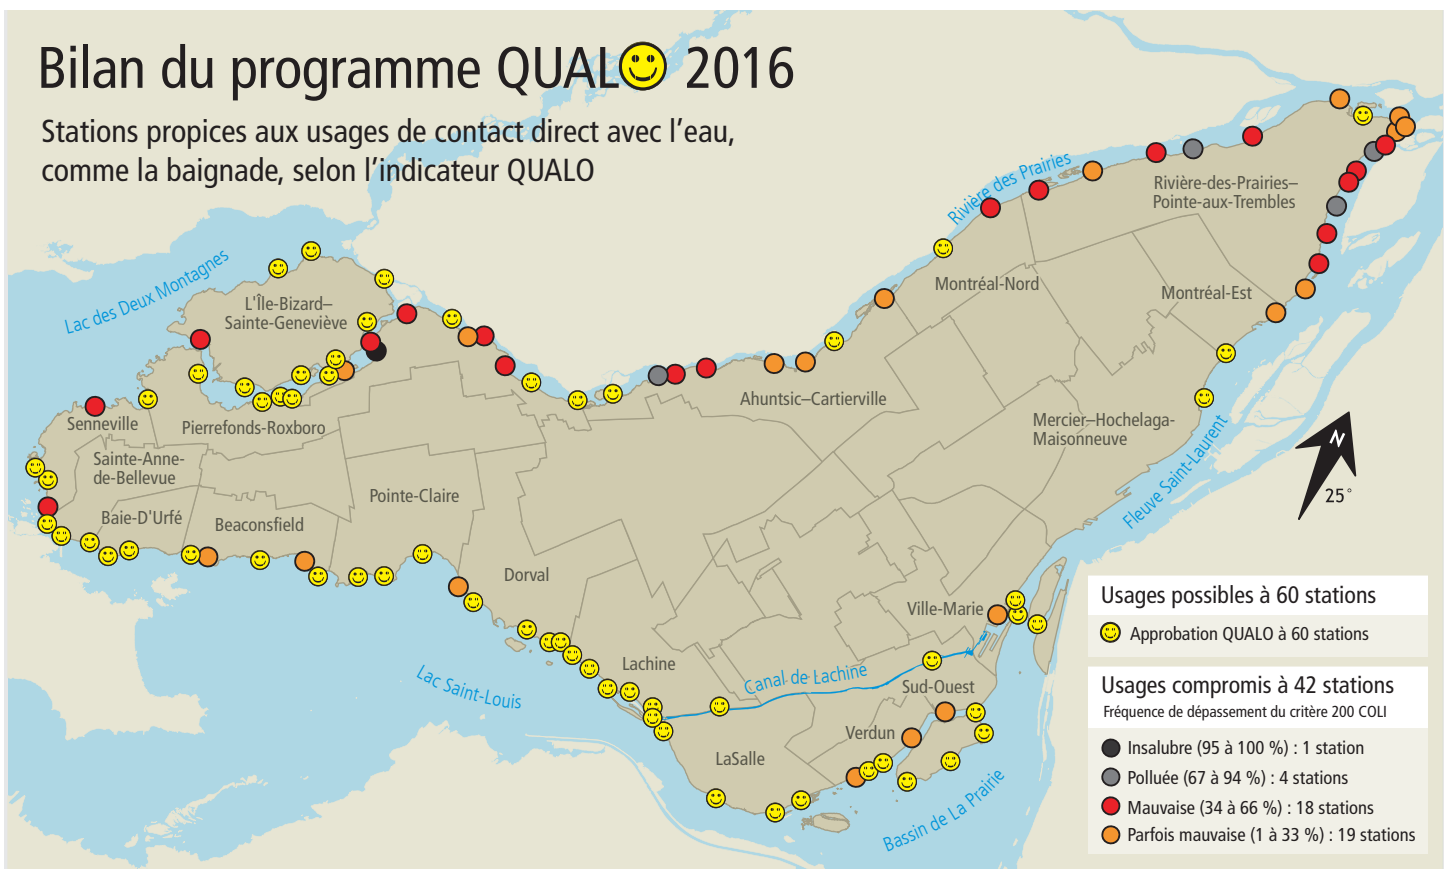 Bilan du programme QUALO 2016
Stations propices aux usages de contact direct avec l'eau,
comme la baignade, selon l'indicateur QUALO
Rivière des Prairies
Rivière-des-Prairies–
Pointe-aux-Trembles
Lac des Deux Montagnes
L'Île-Bizard–
Sainte-Geneviève
Montréal-Nord
Montréal-Est
Ahuntsic–Cartierville
Senneville
Pierrefonds-Roxboro
Mercier–Hochelaga-
Maisonneuve
Fleuve Saint-Laurent
N
25°
Sainte-Anne-
de-Bellevue
Pointe-Claire
Baie-D'Urfé
Beaconsfield
Dorval
Ville-Marie
Lachine
Canal de Lachine
Lac Saint-Louis
Sud-Ouest
Verdun
LaSalle
Bassin de La Prairie
Usages possibles à 60 stations
Approbation QUALO à 60 stations
Usages compromis à 42 stations
Fréquence de dépassement du critère 200 COLI
Insalubre (95 à 100 %) : 1 station
Polluée (67 à 94 %) : 4 stations
Mauvaise (34 à 66 %) : 18 stations
Parfois mauvaise (1 à 33 %) : 19 stations